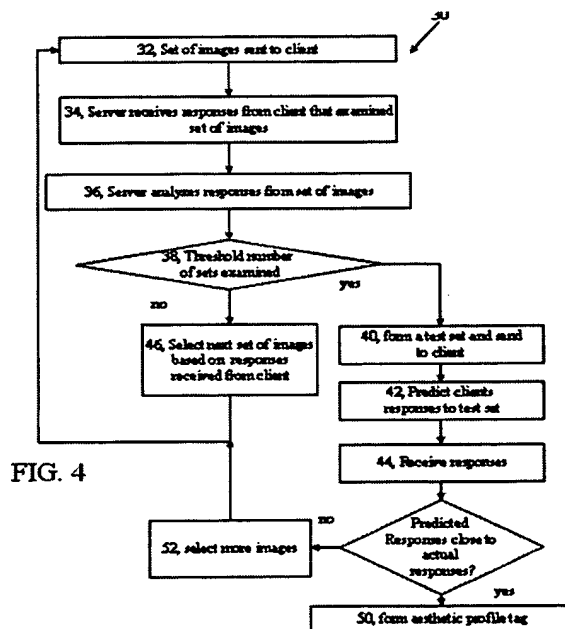 30
32, Set of images sent to client
34, Server receives responses from client that examined
set of images
36, Server analyzes responses from set of images
38, Threshold number
of sets examined
yes
no
46, Select next set of images
based on responses
received from client
40, form a test set and send
to client
42, Predict clients
responses to test set
44, Receive responses
FIG. 4
Predicted
Responses close to
actual
responses?
no
52, select more images
yes
50, form aesthetic profile tag